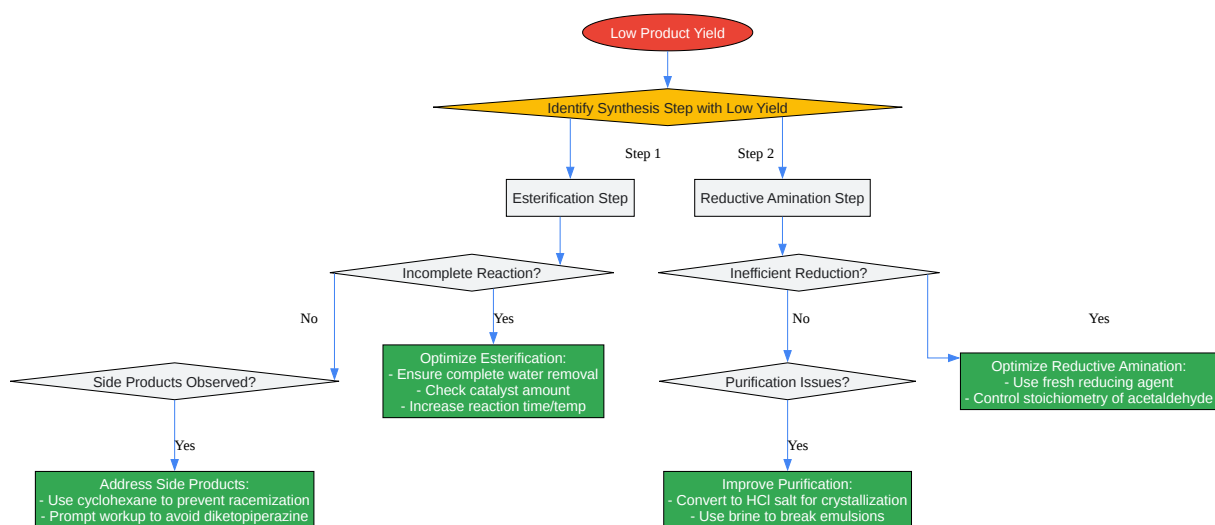 Low Product Yield
Identify Synthesis Step with Low Yield
Step 1
Step 2
Esterification Step
Reductive Amination Step
Incomplete Reaction?
Inefficient Reduction?
No
Yes
No
Yes
Optimize Esterification:
- Ensure complete water removal
- Check catalyst amount
- Increase reaction time/temp
Optimize Reductive Amination:
- Use fresh reducing agent
- Control stoichiometry of acetaldehyde
Side Products Observed?
Purification Issues?
Yes
Yes
Address Side Products:
- Use cyclohexane to prevent racemization
- Prompt workup to avoid diketopiperazine
Improve Purification:
- Convert to HCl salt for crystallization
- Use brine to break emulsions